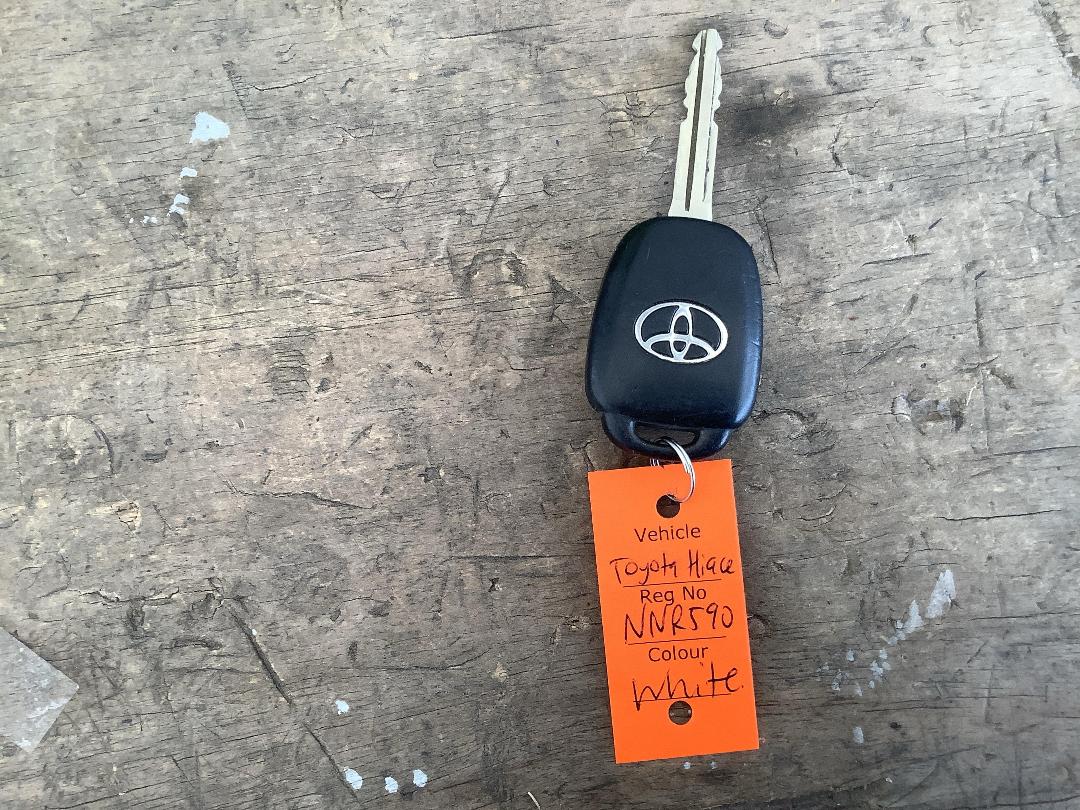 Vehicle
Toyota Hiace
Reg No
NNR590
Colour
White.